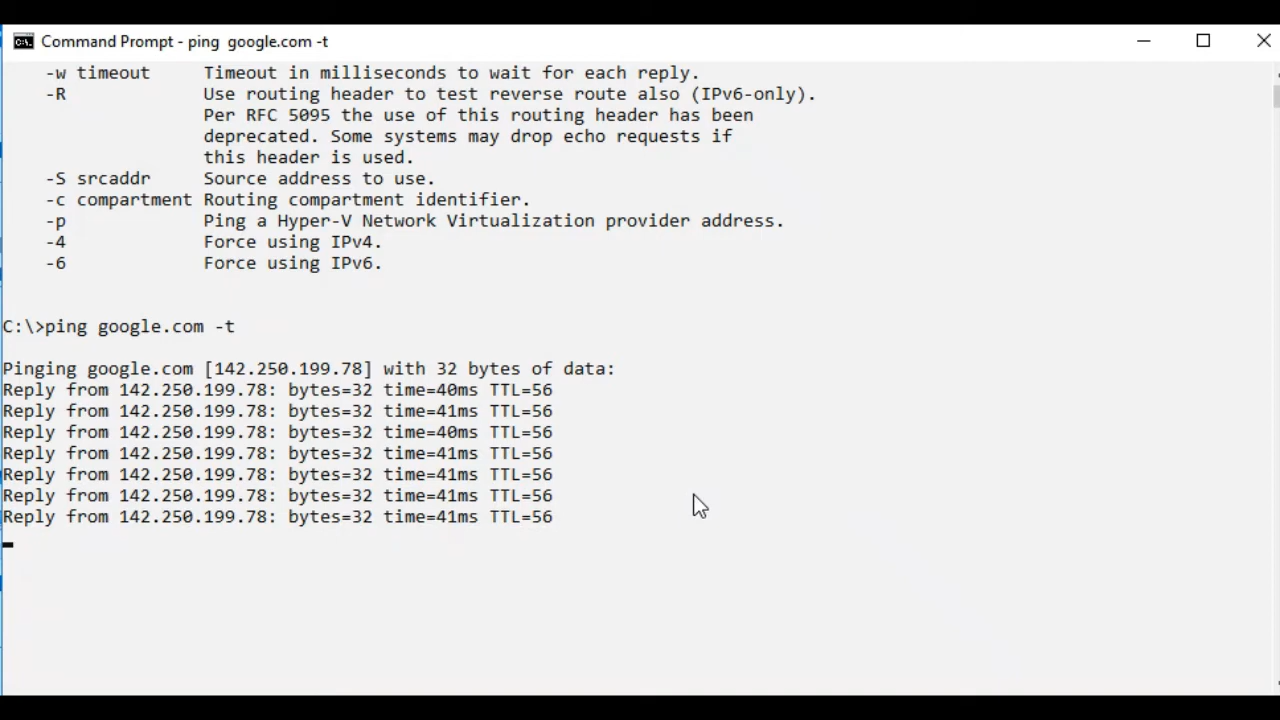 Command Prompt - ping  google.com -t
    -w timeout     Timeout in milliseconds to wait for each reply.
    -R             Use routing header to test reverse route also (IPv6-only).
                   Per RFC 5095 the use of this routing header has been
                   deprecated. Some systems may drop echo requests if
                   this header is used.
    -S srcaddr     Source address to use.
    -c compartment Routing compartment identifier.
    -p             Ping a Hyper-V Network Virtualization provider address.
    -4             Force using IPv4.
    -6             Force using IPv6.
C:\>ping google.com -t
Pinging google.com [142.250.199.78] with 32 bytes of data:
Reply from 142.250.199.78: bytes=32 time=40ms TTL=56
Reply from 142.250.199.78: bytes=32 time=41ms TTL=56
Reply from 142.250.199.78: bytes=32 time=40ms TTL=56
Reply from 142.250.199.78: bytes=32 time=41ms TTL=56
Reply from 142.250.199.78: bytes=32 time=41ms TTL=56
Reply from 142.250.199.78: bytes=32 time=41ms TTL=56
Reply from 142.250.199.78: bytes=32 time=41ms TTL=56